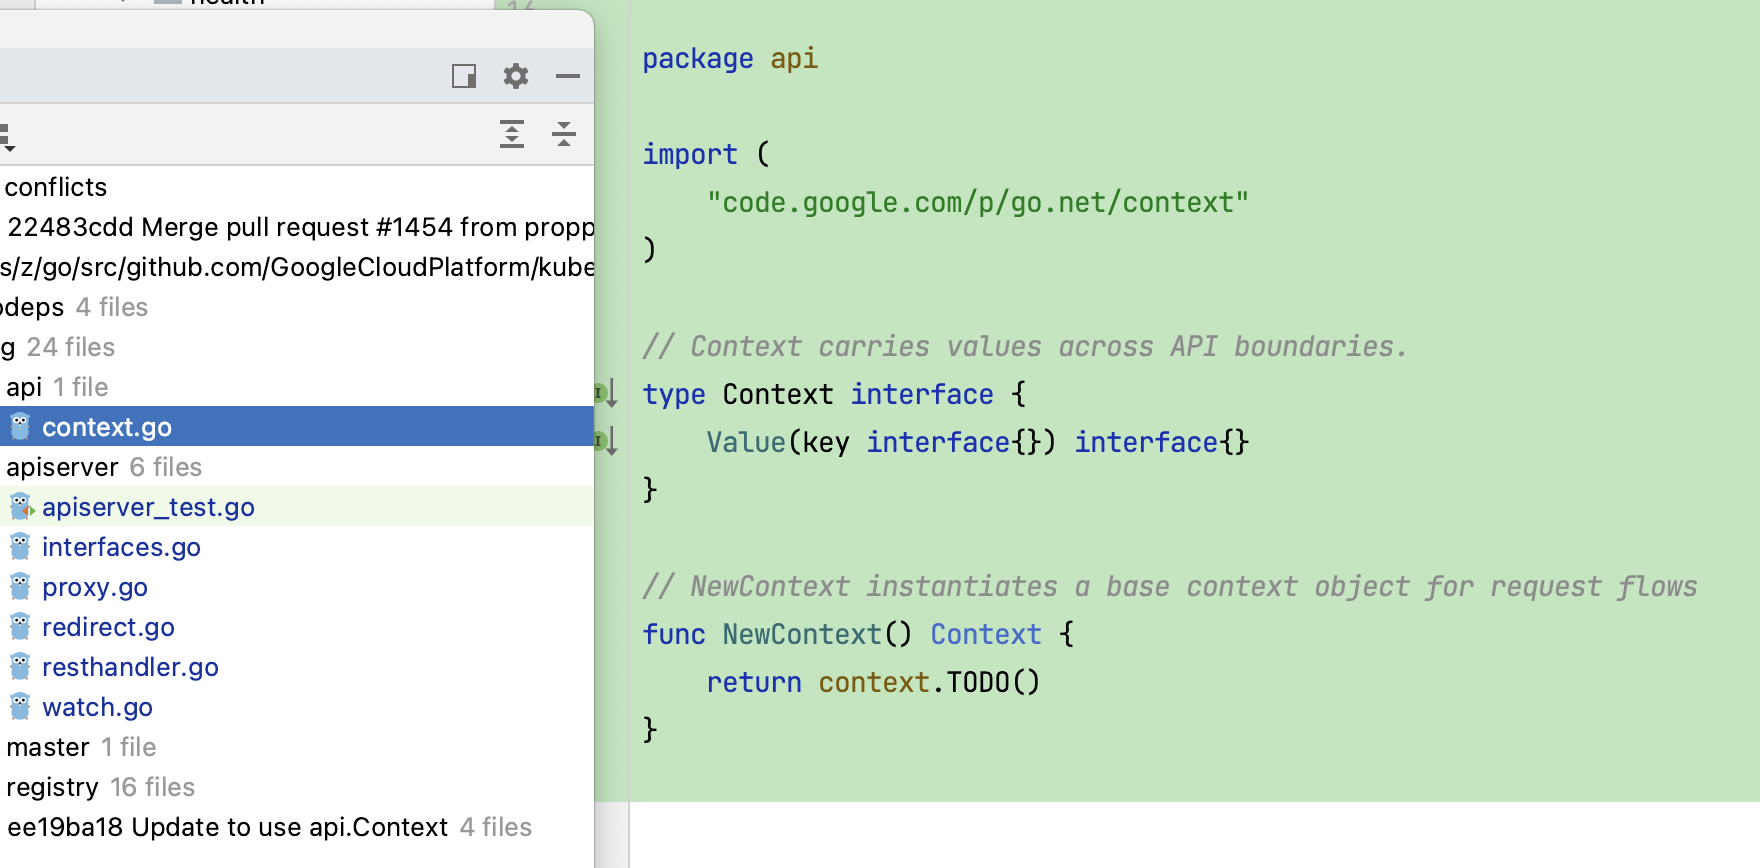 health
16
conflicts
22483cdd Merge pull request #1454 from propp
s/z/go/src/github.com/GoogleCloudPlatform/kube
odeps 4 files
g 24 files
api 1 file
context.go
apiserver 6 files
apiserver_test.go
interfaces.go
proxy.go
redirect.go
resthandler.go
watch.go
master 1 file
registry 16 files
ee19ba18 Update to use api.Context 4 files
package api
import (
"code.google.com/p/go.net/context"
)
// Context carries values across API boundaries.
type Context interface {
Value(key interface{}) interface{}
}
// NewContext instantiates a base context object for request flows
func NewContext() Context {
return context.TODO()
}